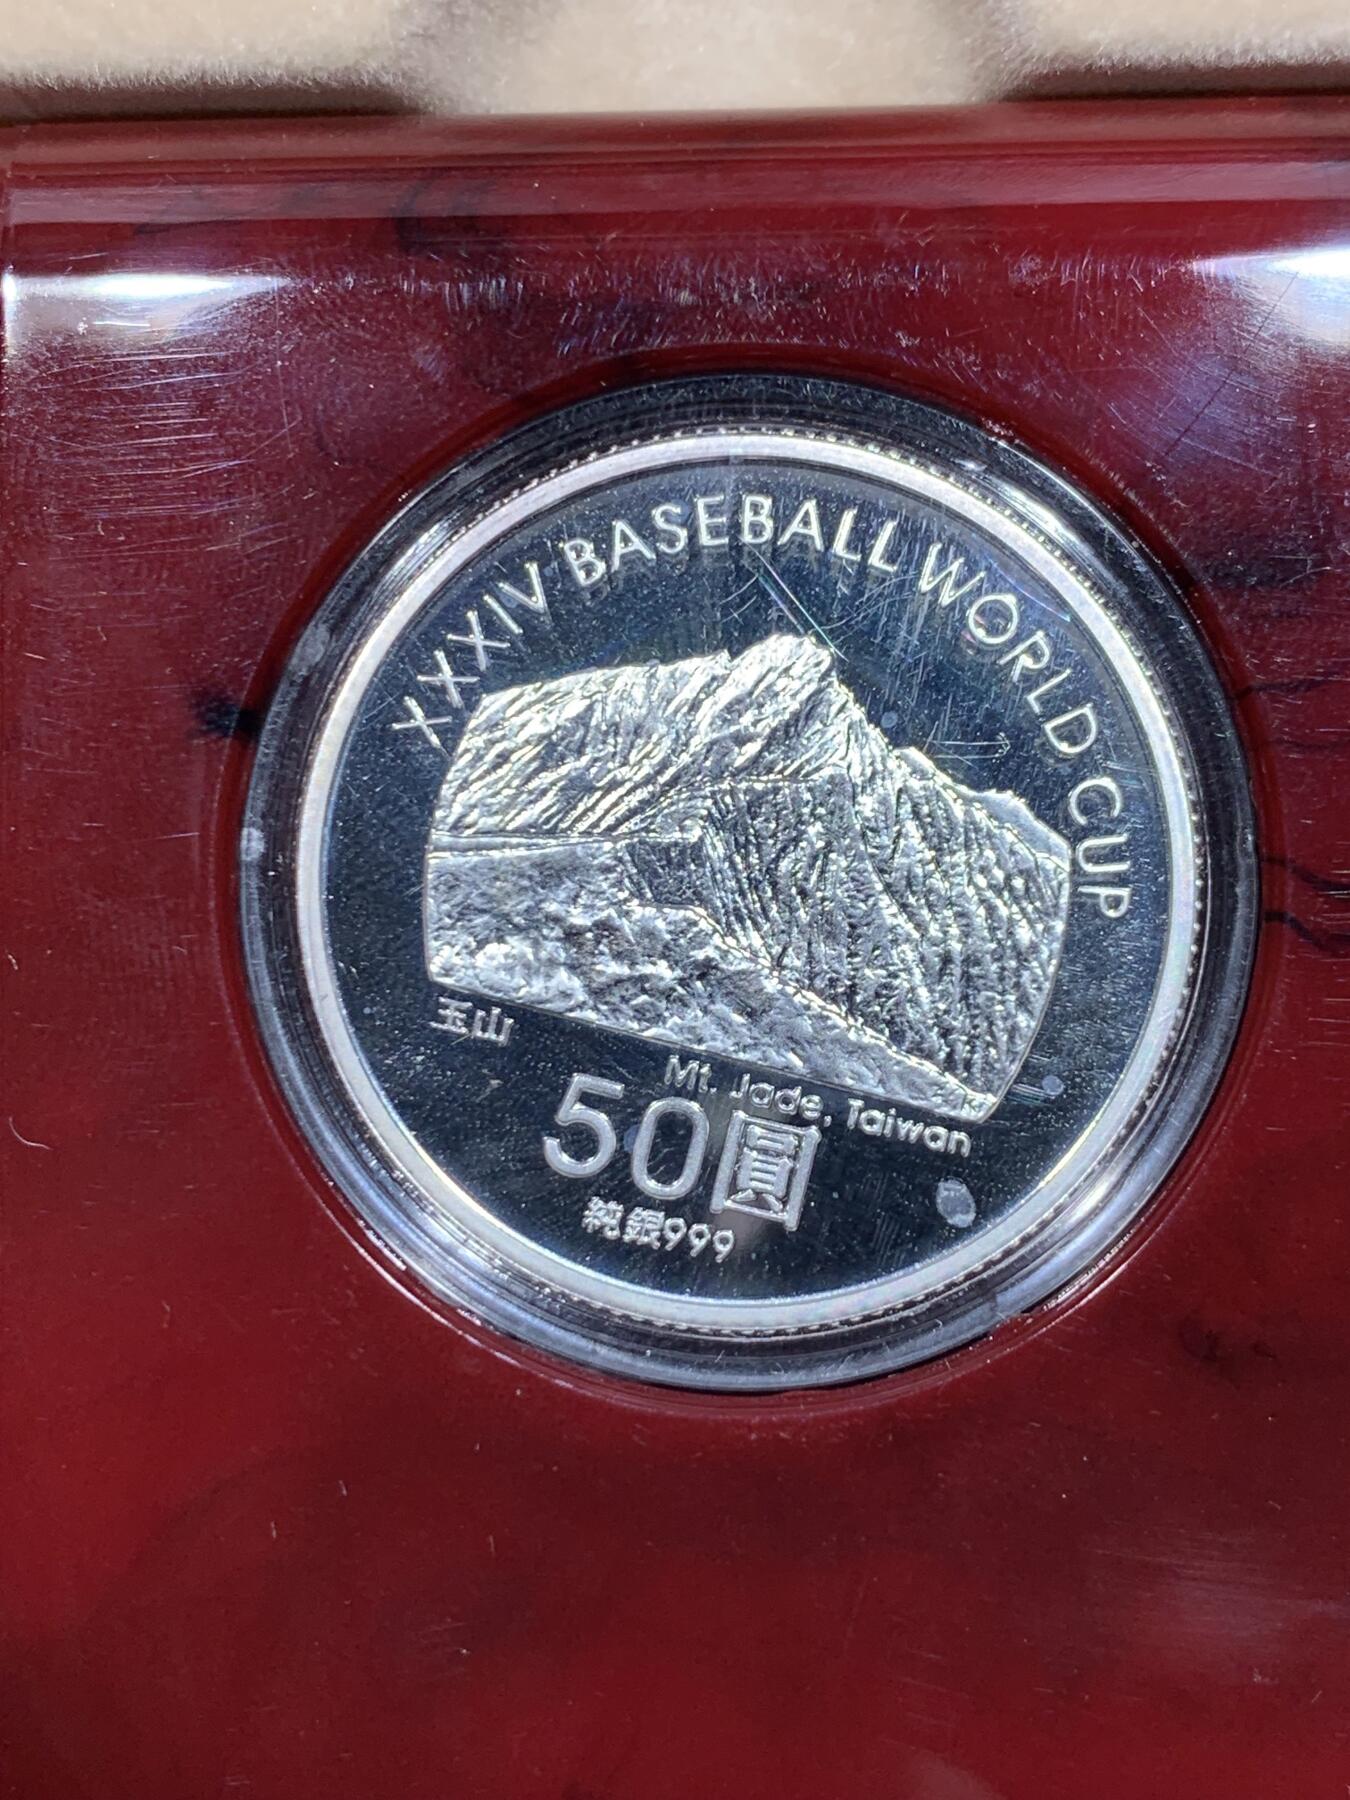 XXXIV BASEBALL WORLD CUP
玉山
Mt. Jade, Taiwan
50圓
純銀999